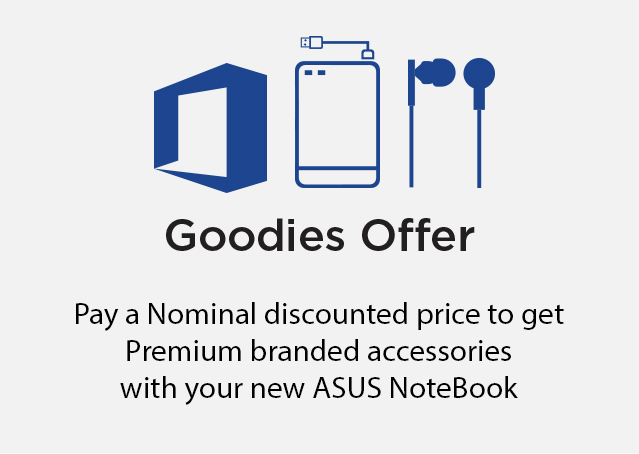 Goodies Offer
Pay a Nominal discounted price to get
Premium branded accessories
with your new ASUS NoteBook